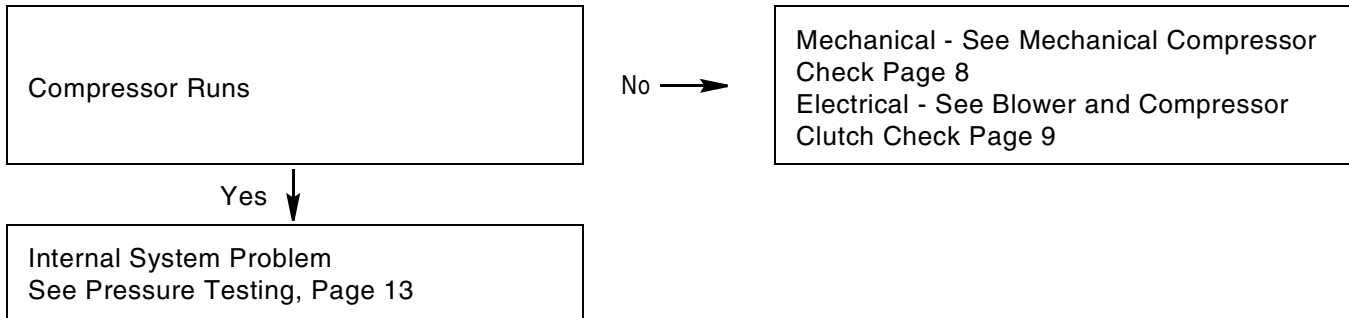 Compressor Runs
No
Mechanical - See Mechanical Compressor
Check Page 8
Electrical - See Blower and Compressor
Clutch Check Page 9
Yes
Internal System Problem
See Pressure Testing, Page 13